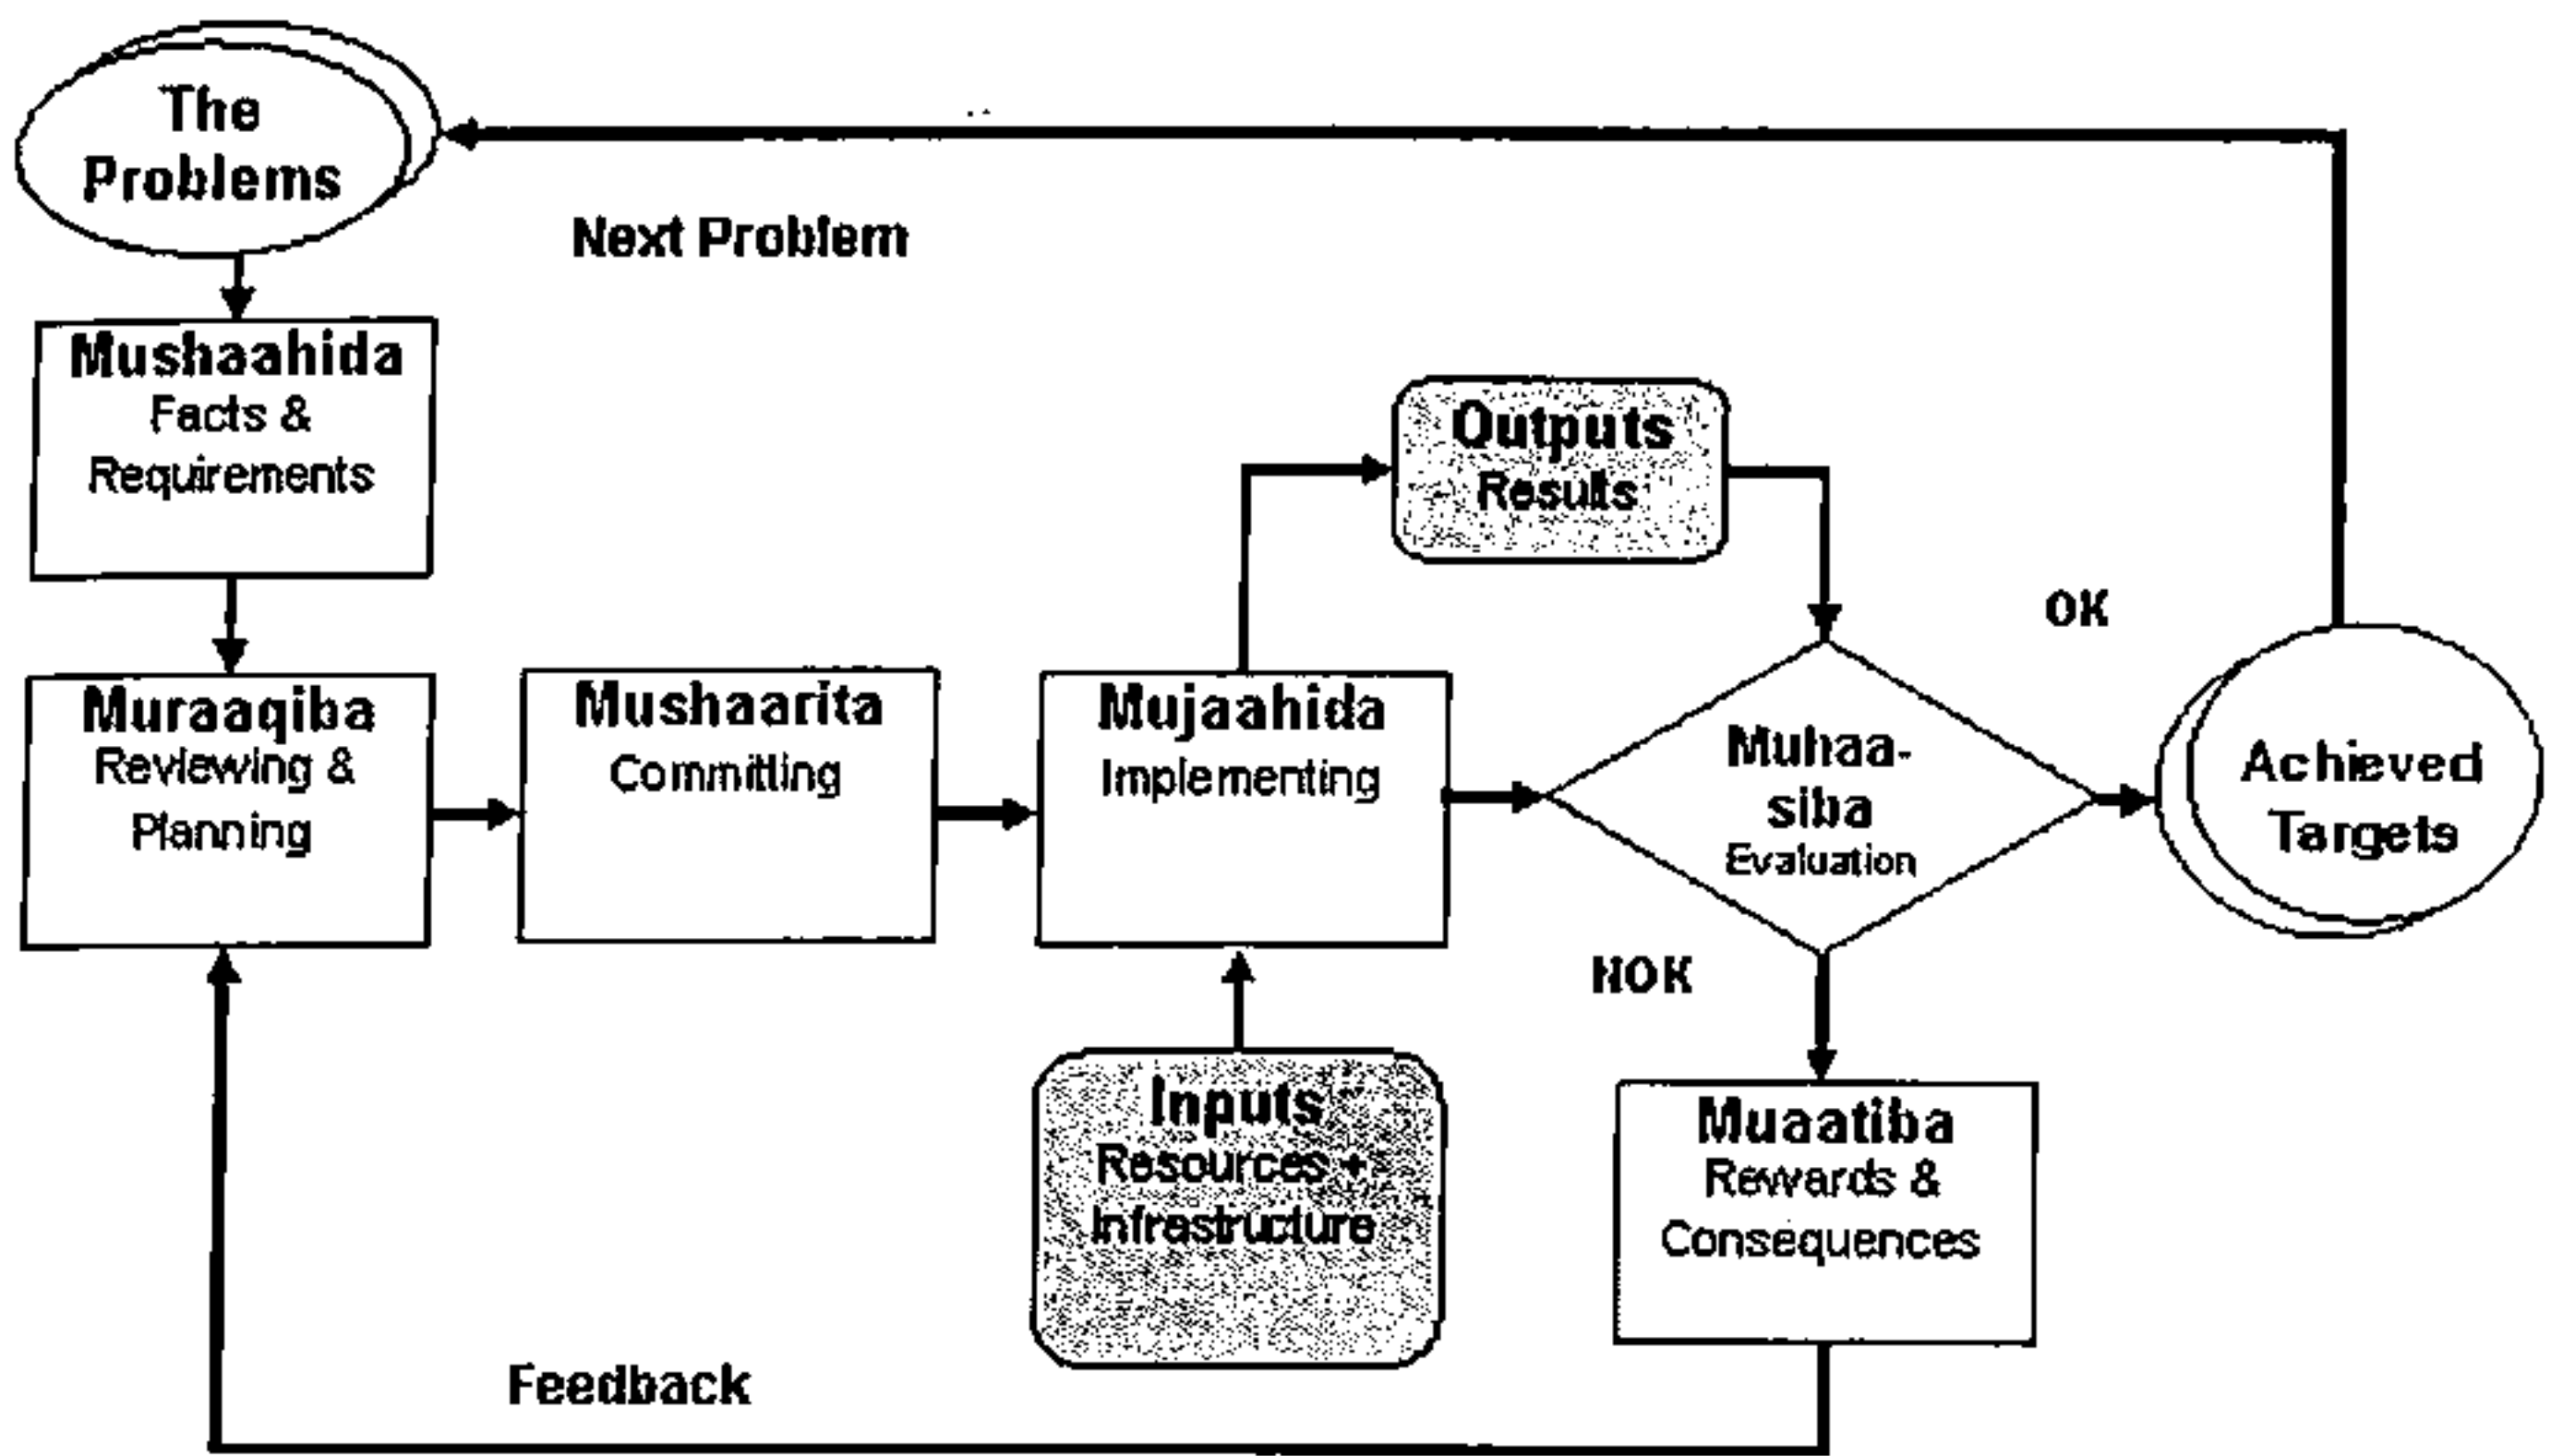 The
Problems
Next Problem
Mushaahida
Facts &
Requirements
Outputs
Results
OK
Muraaqiba
Reviewing &
Planning
Mushaarita
Committing
Mujaahida
Implementing
Muhaa-
siba
Evaluation
Achieved
Targets
NOK
Inputs
Resources +
Infrastructure
Muaatiba
Rewards &
Consequences
Feedback